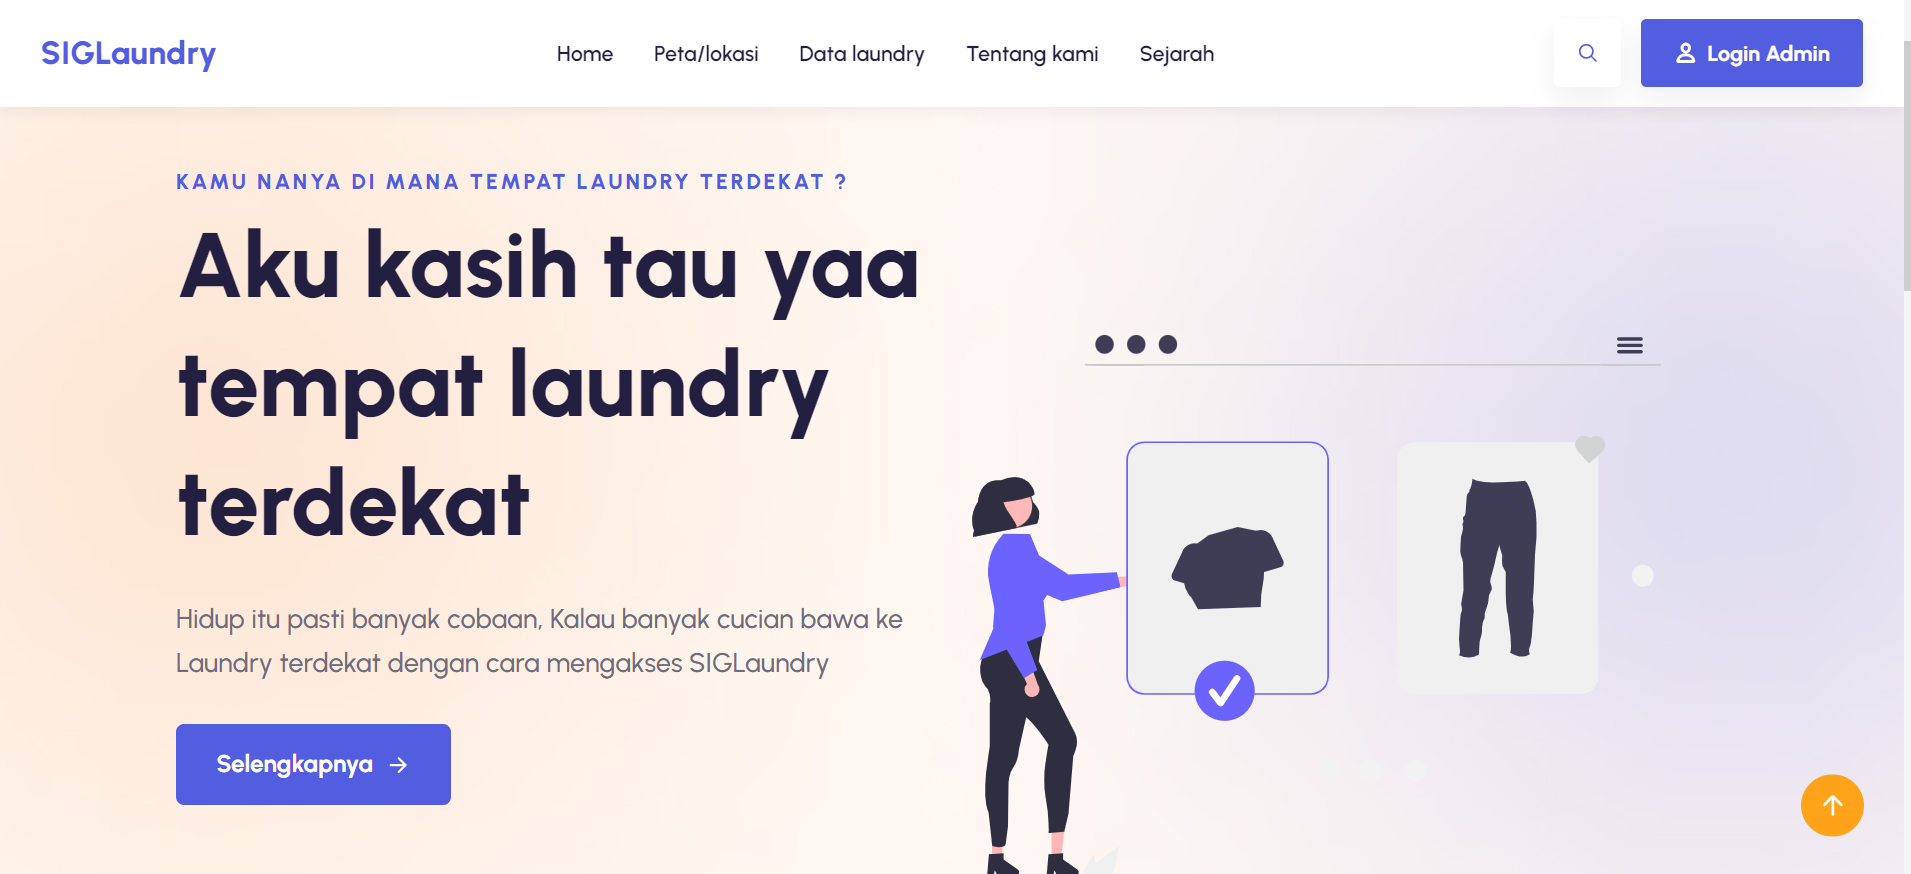 SIGLaundry
Home
Peta/lokasi
Data laundry
Tentang kami
Sejarah
Login Admin
KAMU NANYA DI MANA TEMPAT LAUNDRY TERDEKAT ?
Aku kasih tau yaa
tempat laundry
terdekat
Hidup itu pasti banyak cobaan, Kalau banyak cucian bawa ke
Laundry terdekat dengan cara mengakses SIGLaundry
Selengkapnya